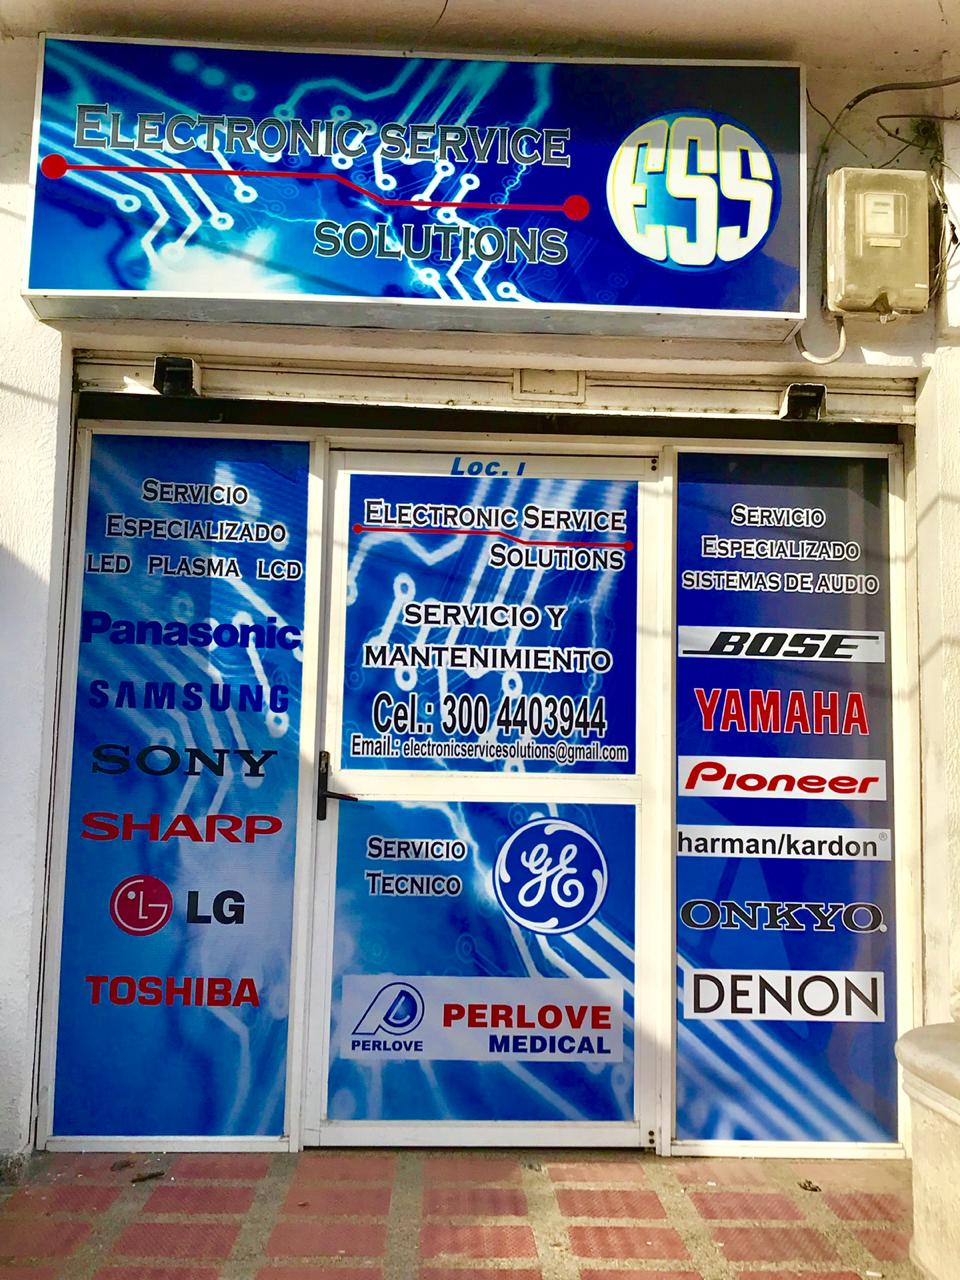 ELECTRONIC SERVICE
SOLUTIONS
ESS
Loc. 1
SERVICIO
ESPECIALIZADO
LED PLASMA LCD
Panasonic
SAMSUNG
SONY
SHARP
LG LG
TOSHIBA
ELECTRONIC SERVICE
SOLUTIONS
SERVICIO Y
MANTENIMIENTO
Cel.: 300 4403944
Email.: electronicservicesolutions@gmail.com
SERVICIO
TECNICO
GE
PERLOVE
PERLOVE
MEDICAL
SERVICIO
ESPECIALIZADO
SISTEMAS DE AUDIO
BOSE
YAMAHA
Pioneer
harman/kardon®
ONKYO.
DENON